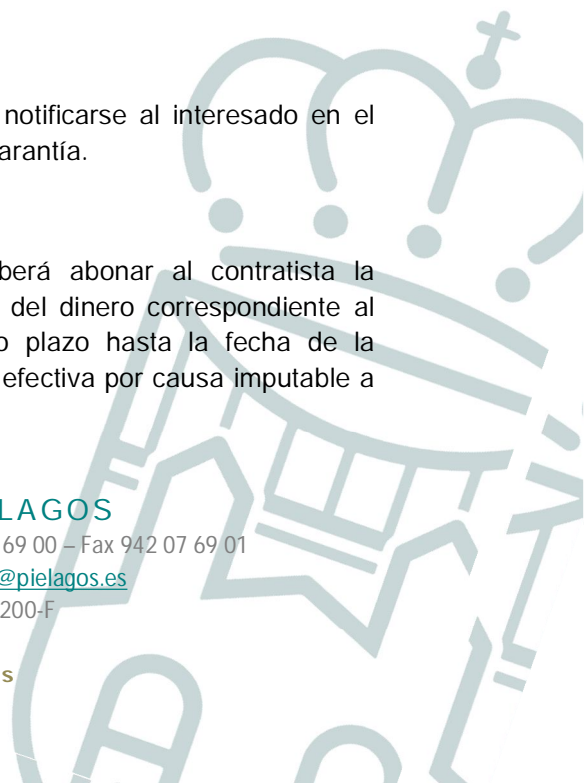 notificarse al interesado en el
arantía.
berá abonar al contratista la
del dinero correspondiente al
o plazo hasta la fecha de la
efectiva por causa imputable a
LAGOS
69 00 – Fax 942 07 69 01
@pielagos.es
200-F
s